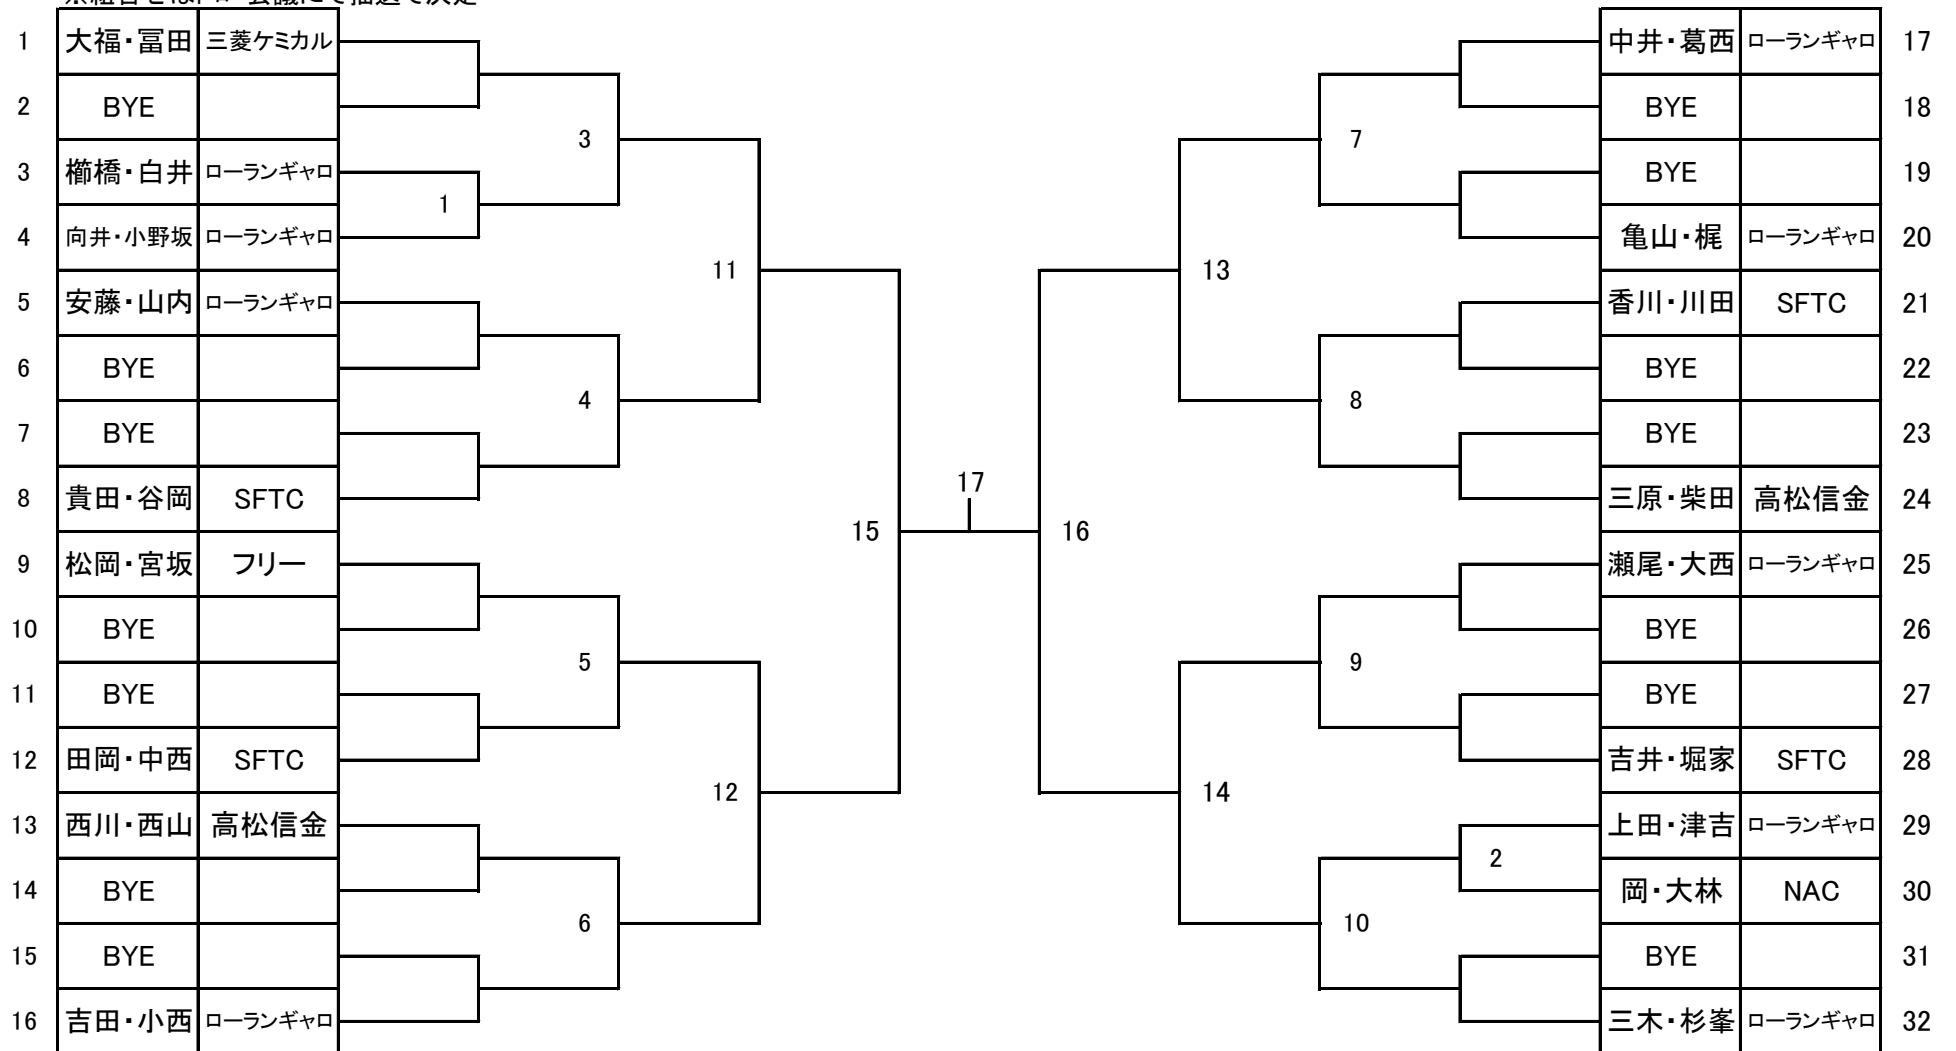 1 大福・冨田 三菱ケミカル
2 BYE
3 櫛橋・白井 ローランギャロ
4 向井・小野坂 ローランギャロ
5 安藤・山内 ローランギャロ
6 BYE
7 BYE
8 貴田・谷岡 SFTC
9 松岡・宮坂 フリー
10 BYE
11 BYE
12 田岡・中西 SFTC
13 西川・西山 高松信金
14 BYE
15 BYE
16 吉田・小西 ローランギャロ
1
3
4
5
6
11
12
15
17
16
13
14
7
8
9
10
2
中井・葛西 ローランギャロ 17
BYE 18
BYE 19
亀山・梶 ローランギャロ 20
香川・川田 SFTC 21
BYE 22
BYE 23
三原・柴田 高松信金 24
瀬尾・大西 ローランギャロ 25
BYE 26
BYE 27
吉井・堀家 SFTC 28
上田・津吉 ローランギャロ 29
岡・大林 NAC 30
BYE 31
三木・杉峯 ローランギャロ 32